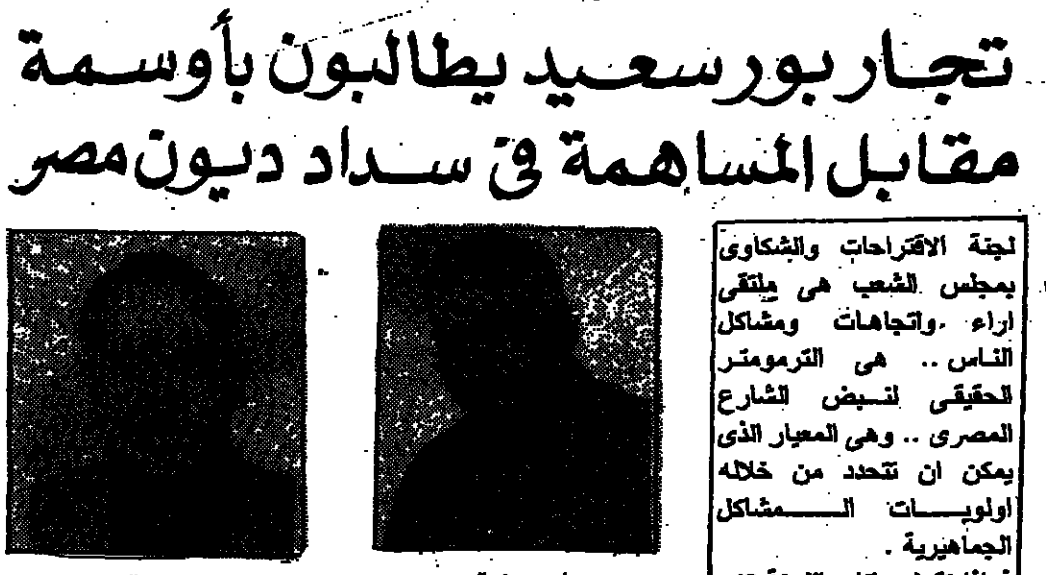 تجار بورسعيد يطالبون بأوسمة
مقابل المساهمة فى سداد ديون مصر
لجنة الاقتراحات والشكاوى
بمجلس الشعب هى ملتقى
اراء واتجاهات ومشاكل
الناس .. هى الترمومتر
الحقيقى لنبض الشارع
المصرى .. وهى المعيار الذى
يمكن ان تتحدد من خلاله
اولويات المشاكل
الجماهيرية .